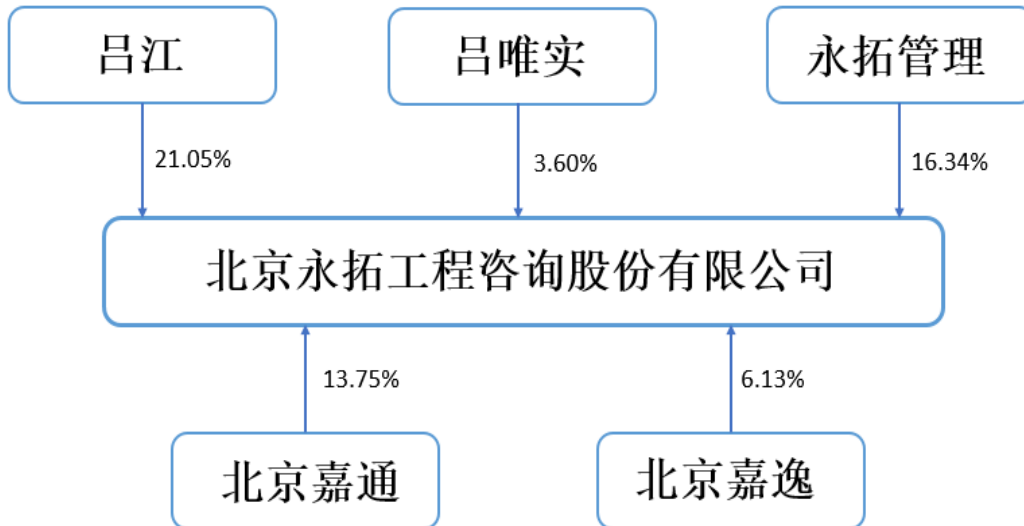 吕江
吕唯实
永拓管理
21.05%
3.60%
16.34%
北京永拓工程咨询股份有限公司
13.75%
6.13%
北京嘉通
北京嘉逸